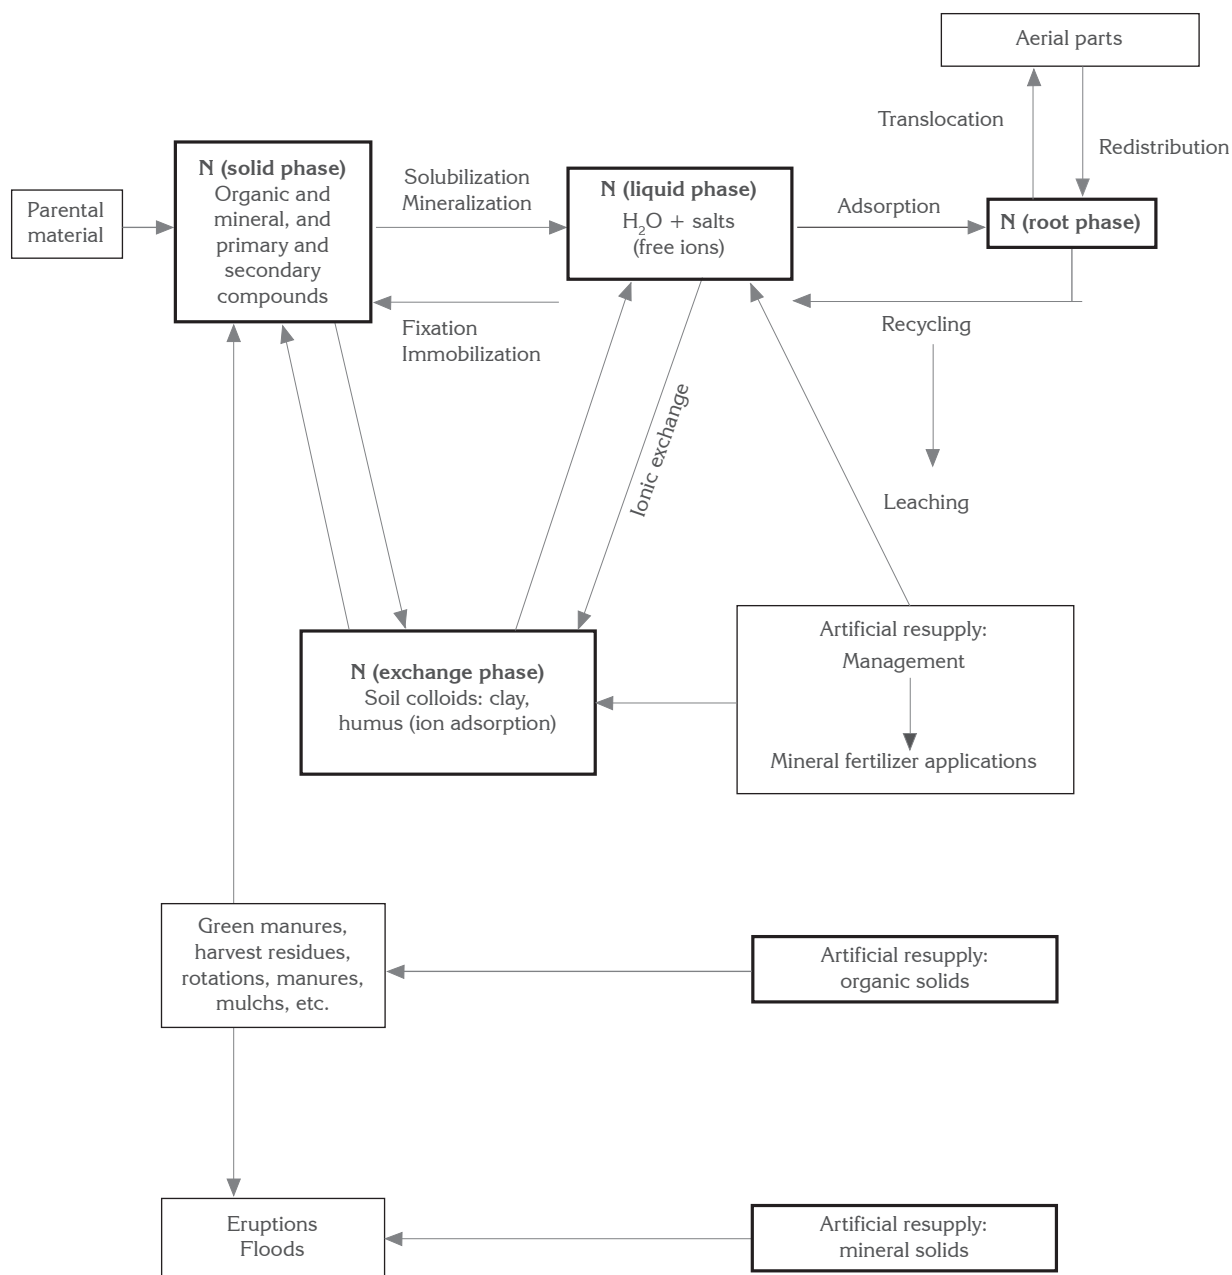 Aerial parts
Translocation
Redistribution
N (solid phase)
Organic and
mineral, and
primary and
secondary
compounds
Parental
material
Solubilization
Mineralization
N (liquid phase)
H₂O + salts
(free ions)
Adsorption
N (root phase)
Fixation
Immobilization
Recycling
Ionic exchange
Leaching
N (exchange phase)
Soil colloids: clay,
humus (ion adsorption)
Artificial resupply:
Management
Mineral fertilizer applications
Green manures,
harvest residues,
rotations, manures,
mulchs, etc.
Artificial resupply:
organic solids
Eruptions
Floods
Artificial resupply:
mineral solids